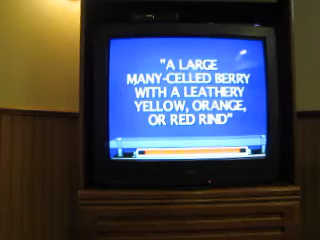 "A LARGE
MANY-CELLED BERRY
WITH A LEATHERY
YELLOW, ORANGE,
OR RED RIND"